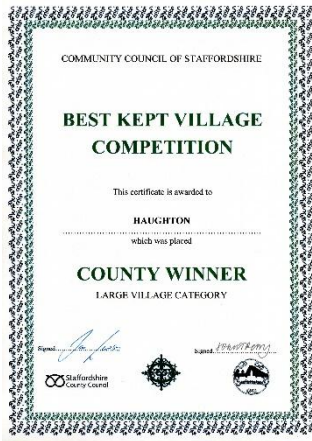 COMMUNITY COUNCIL OF STAFFORDSHIRE
BEST KEPT VILLAGE
COMPETITION
This certificate is awarded to
HAUGHTON
which was placed
COUNTY WINNER
LARGE VILLAGE CATEGORY
Signed
Signed
Staffordshire
County Council